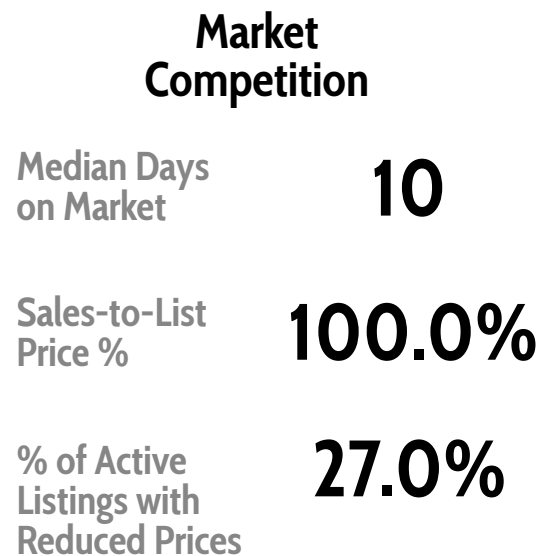 Market
Competition
Median Days
on Market
10
Sales-to-List
Price %
100.0%
% of Active
Listings with
Reduced Prices
27.0%